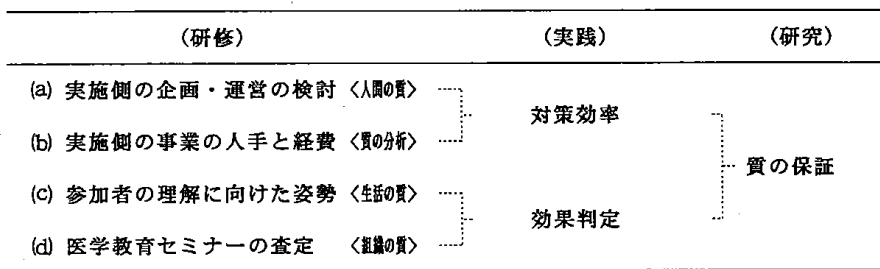 （研修） （実践） （研究）
(a) 実施側の企画・運営の検討 〈人間の質〉
対策効率
(b) 実施側の事業の人手と経費 〈質の分析〉
質の保証
(c) 参加者の理解に向けた姿勢 〈生活の質〉
効果判定
(d) 医学教育セミナーの査定 〈組織の質〉